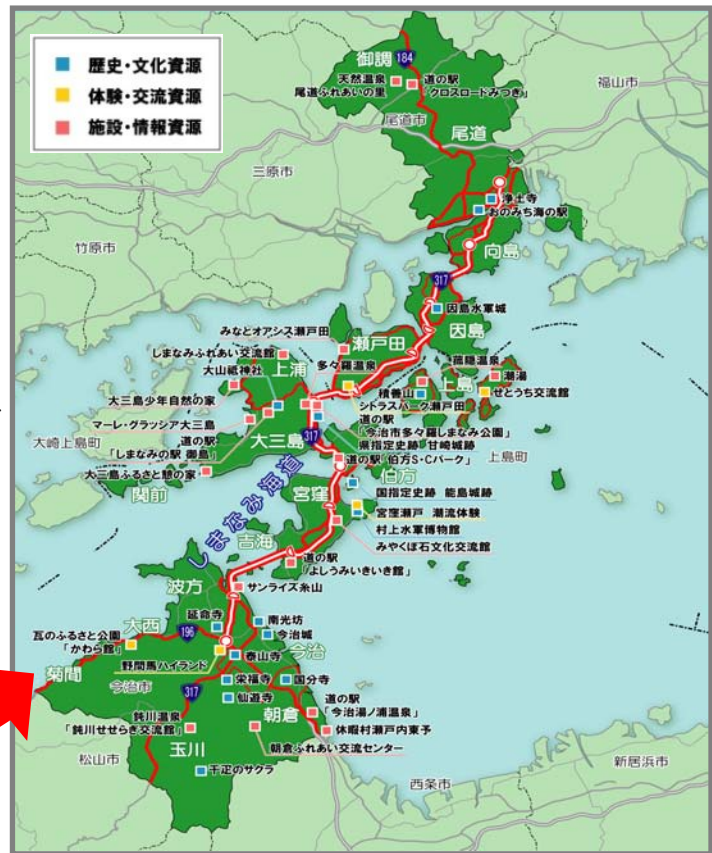 歴史・文化資源
体験・交流資源
施設・情報資源
御調
184
天然温泉
尾道ふれあいの里
道の駅
「クロスロードみつぎ」
福山市
尾道市
尾道
三原市
浄土寺
おのみち海の駅
竹原市
向島
317
因島水軍城
因島
みなとオアシス瀬戸田
瀬戸田
しまなみふれあい交流館
多々羅温泉
大山祇神社
上浦
菰隠温泉
潮湯
上島
積善山
せとうち交流館
シトラスパーク瀬戸田
大三島少年自然の家
マーレ・グラッシア大三島
道の駅
「今治市多々羅しまなみ公園」
県指定史跡 甘崎城跡
大崎上島町
道の駅
「しまなみの駅 御島」
大三島
317
道の駅「伯方S・Cパーク」
上島町
大三島ふるさと憩の家
関前
伯方
しまなみ海道
宮窪
国指定史跡 能島城跡
宮窪瀬戸 潮流体験
村上水軍博物館
みやくぼ石文化交流館
吉海
道の駅
「よしうみいきいき館」
波方
サンライズ糸山
延命寺
南光坊
今治城
大西
196
瓦のふるさと公園
「かわら館」
野間馬ハイランド
泰山寺
今治
菊間
今治市
栄福寺
国分寺
317
仙遊寺
道の駅
「今治湯ノ浦温泉」
鈍川温泉
「鈍川せせらぎ交流館」
朝倉
休暇村瀬戸内東予
玉川
朝倉ふれあい交流センター
松山市
千疋のサクラ
西条市
新居浜市